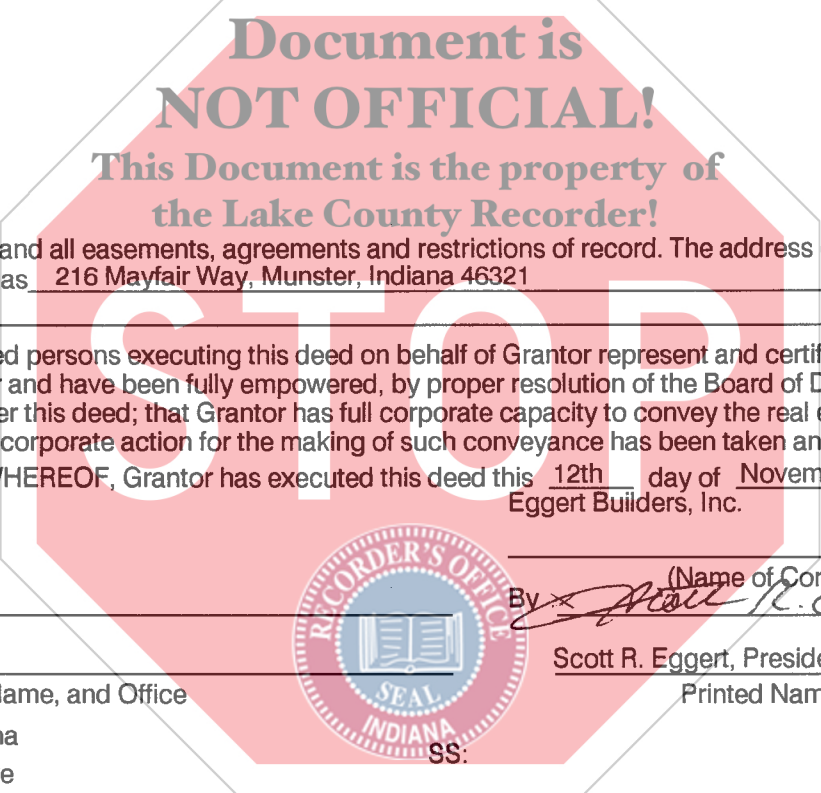 Document is
NOT OFFICIAL!
This Document is the property of
the Lake County Recorder!
and all easements, agreements and restrictions of record. The address
as 216 Mayfair Way, Munster, Indiana 46321
STOP
ed persons executing this deed on behalf of Grantor represent and certif
r and have been fully empowered, by proper resolution of the Board of D
er this deed; that Grantor has full corporate capacity to convey the real e
corporate action for the making of such conveyance has been taken an
WHEREOF, Grantor has executed this deed this 12th day of Novem
Eggert Builders, Inc.
(Name of Cor
By x Scott R.
Scott R. Eggert, Preside
Name, and Office Printed Nam
na
SS:
e
RECORDER'S OFFICE
SEAL
INDIANA